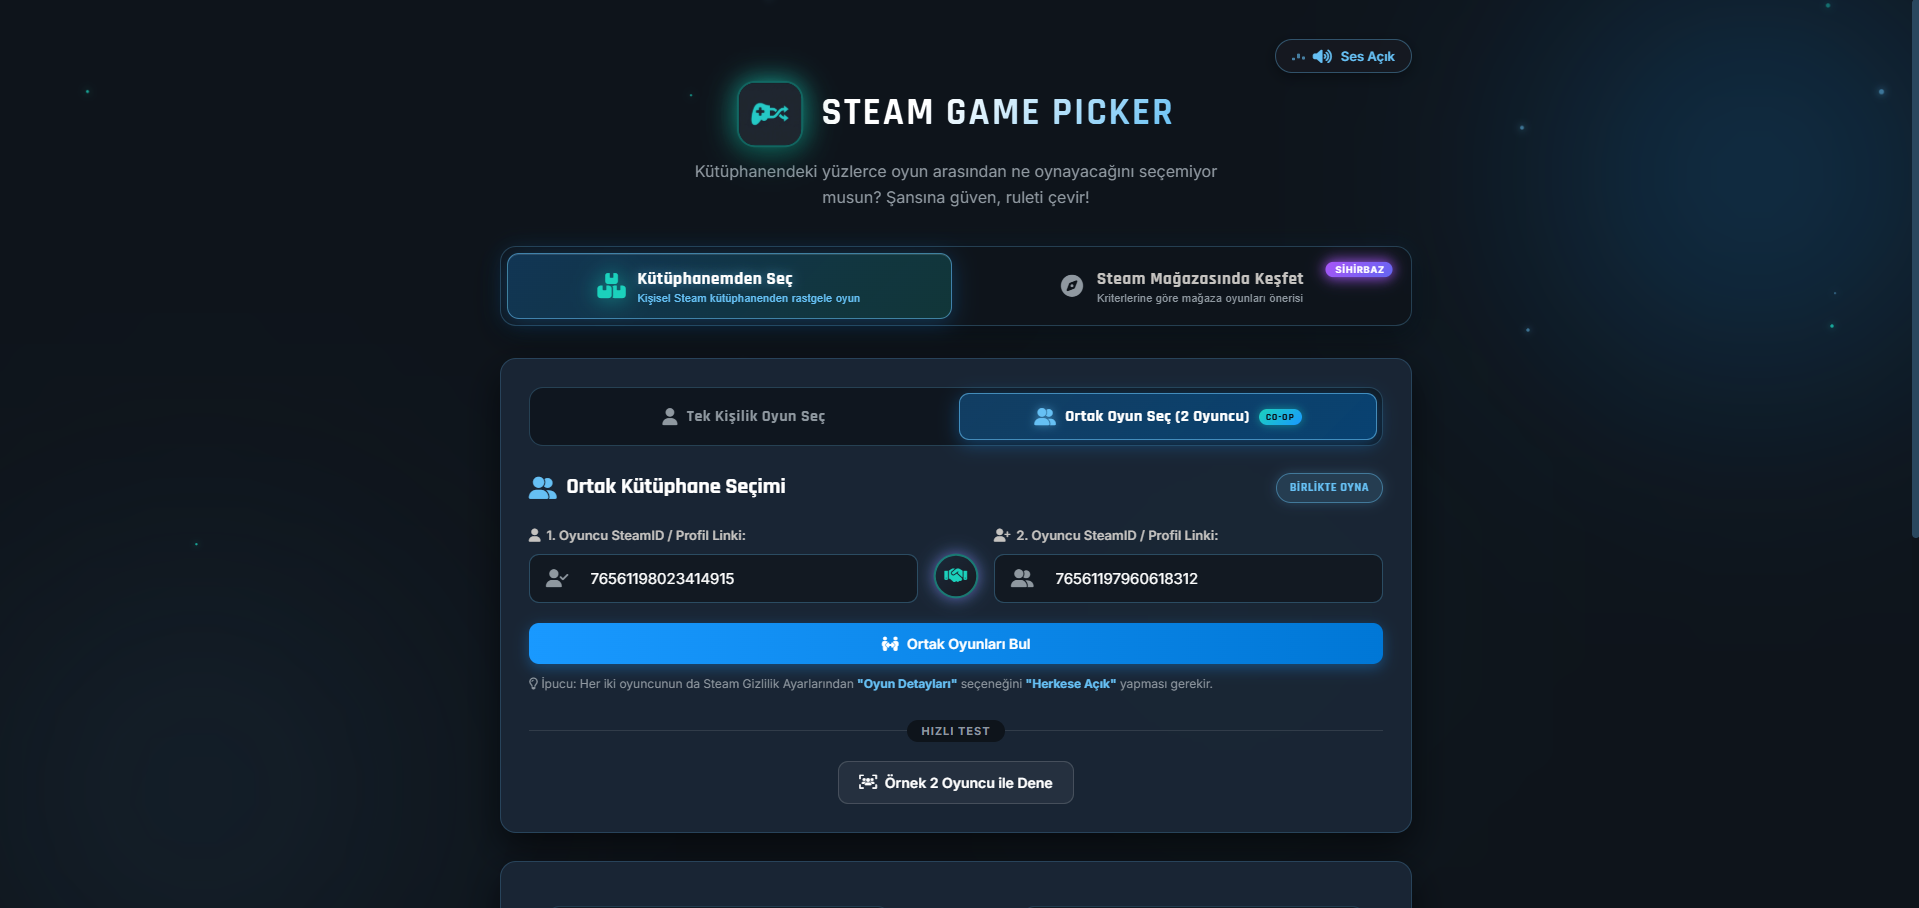 Ses Açık
STEAM GAME PICKER
Kütüphanendeki yüzlerce oyun arasından ne oynayacağını seçemiyor
musun? Şansına güven, ruleti çevir!
Kütüphanemden Seç
Kişisel Steam kütüphanenden rastgele oyun
Steam Mağazasında Keşfet
SİHİRBAZ
Kriterlerine göre mağaza oyunları önerisi
Tek Kişilik Oyun Seç
Ortak Oyun Seç (2 Oyuncu) CO-OP
Ortak Kütüphane Seçimi
BİRLİKTE OYNA
1. Oyuncu SteamID / Profil Linki:
76561198023414915
2. Oyuncu SteamID / Profil Linki:
76561197960618312
Ortak Oyunları Bul
İpucu: Her iki oyuncunun da Steam Gizlilik Ayarlarından "Oyun Detayları" seçeneğini "Herkese Açık" yapması gerekir.
HIZLI TEST
Örnek 2 Oyuncu ile Dene